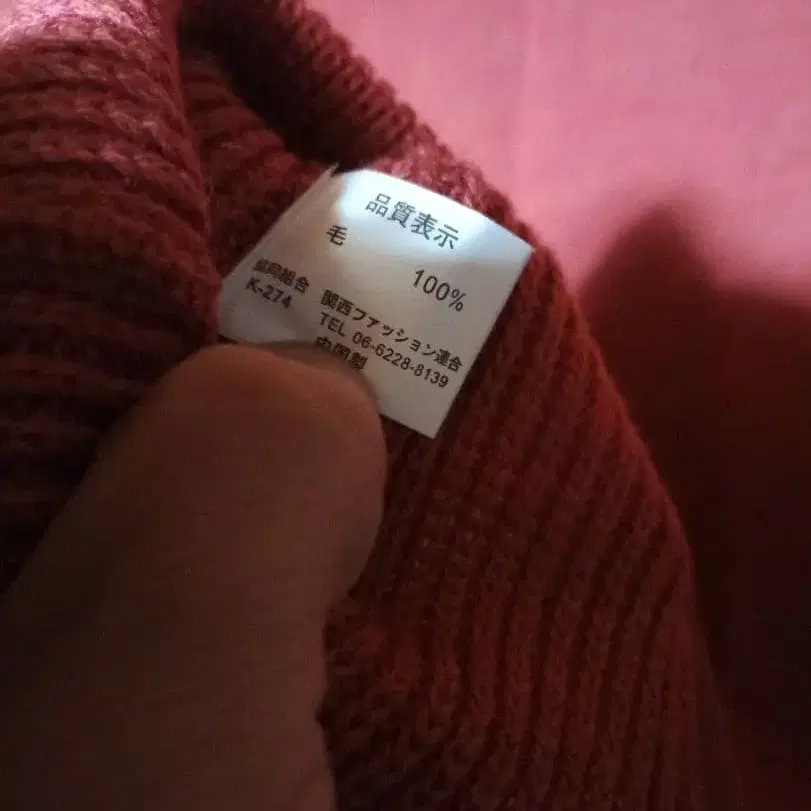 品質表示
毛 100%
協同組合 関西ファッション連合
K-274 TEL 06-6228-8139
中国製